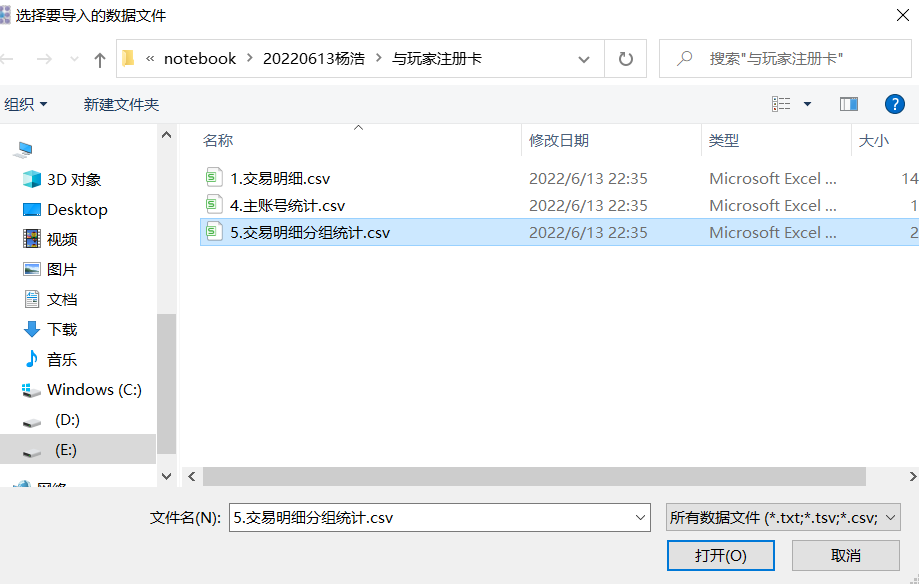 选择要导入的数据文件
« notebook > 20220613杨浩 > 与玩家注册卡
搜索"与玩家注册卡"
组织
新建文件夹
名称 修改日期 类型 大小
1.交易明细.csv 2022/6/13 22:35 Microsoft Excel ... 14
4.主账号统计.csv 2022/6/13 22:35 Microsoft Excel ... 1
5.交易明细分组统计.csv 2022/6/13 22:35 Microsoft Excel ... 2
3D 对象
Desktop
视频
图片
文档
下载
音乐
Windows (C:)
(D:)
(E:)
网络
文件名(N): 5.交易明细分组统计.csv
所有数据文件 (*.txt;*.tsv;*.csv;
打开(O) 取消